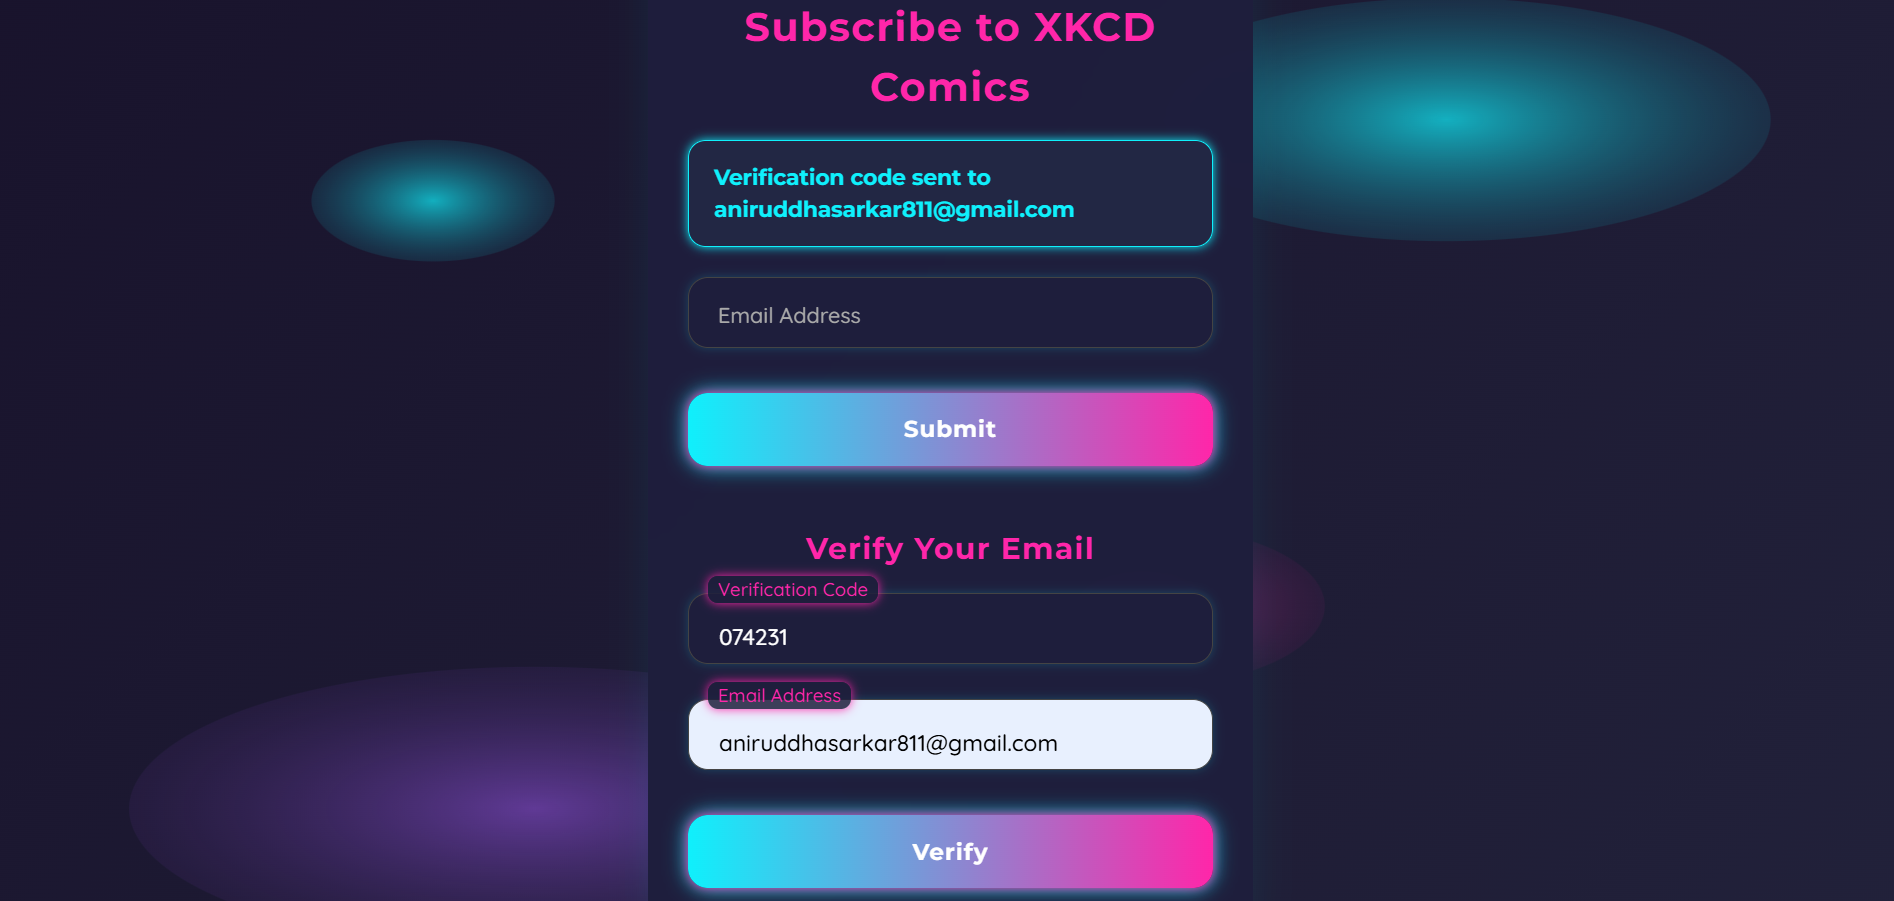 Subscribe to XKCD
Comics
Verification code sent to
aniruddhasarkar811@gmail.com
Email Address
Submit
Verify Your Email
Verification Code
074231
Email Address
aniruddhasarkar811@gmail.com
Verify